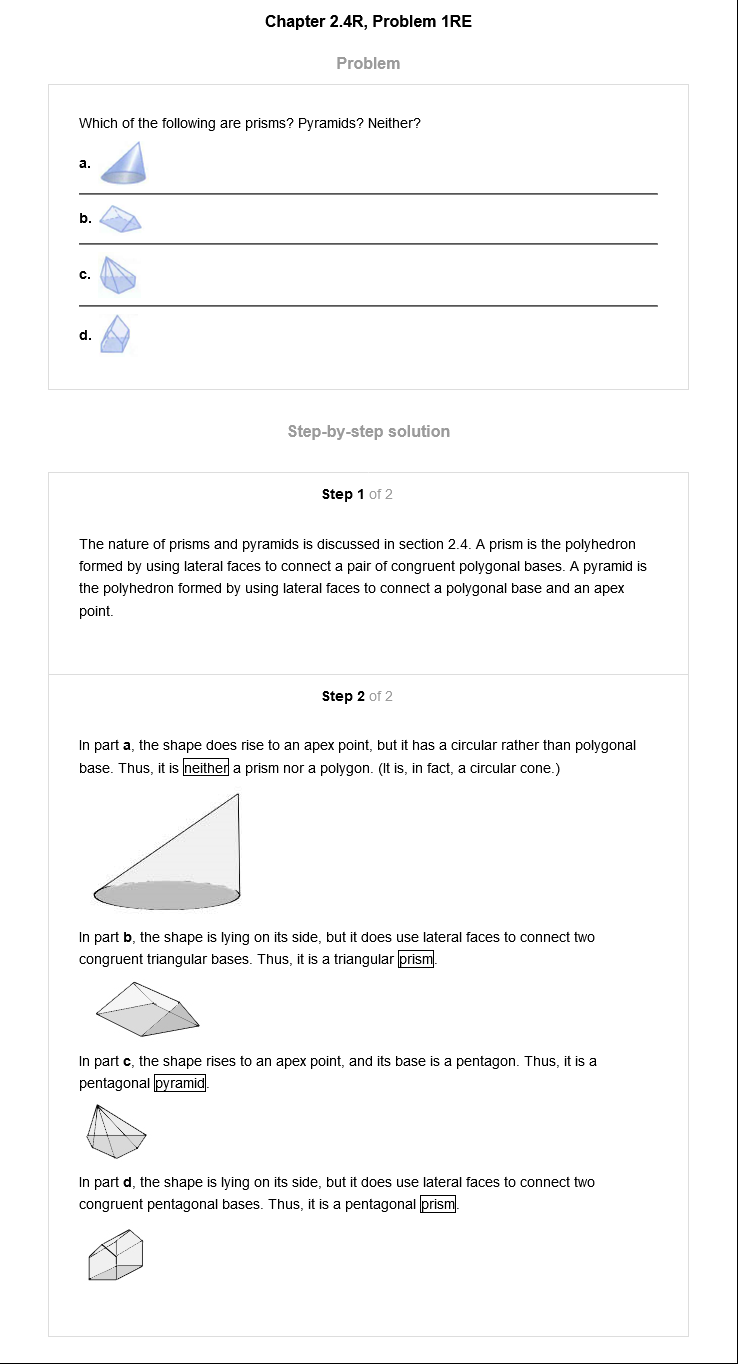 Chapter 2.4R, Problem 1RE
Problem
Which of the following are prisms? Pyramids? Neither?
a.
b.
c.
d.
Step-by-step solution
Step 1 of 2
The nature of prisms and pyramids is discussed in section 2.4. A prism is the polyhedron
formed by using lateral faces to connect a pair of congruent polygonal bases. A pyramid is
the polyhedron formed by using lateral faces to connect a polygonal base and an apex
point.
Step 2 of 2
In part a, the shape does rise to an apex point, but it has a circular rather than polygonal
base. Thus, it is neither a prism nor a polygon. (It is, in fact, a circular cone.)
In part b, the shape is lying on its side, but it does use lateral faces to connect two
congruent triangular bases. Thus, it is a triangular prism.
In part c, the shape rises to an apex point, and its base is a pentagon. Thus, it is a
pentagonal pyramid.
In part d, the shape is lying on its side, but it does use lateral faces to connect two
congruent pentagonal bases. Thus, it is a pentagonal prism.